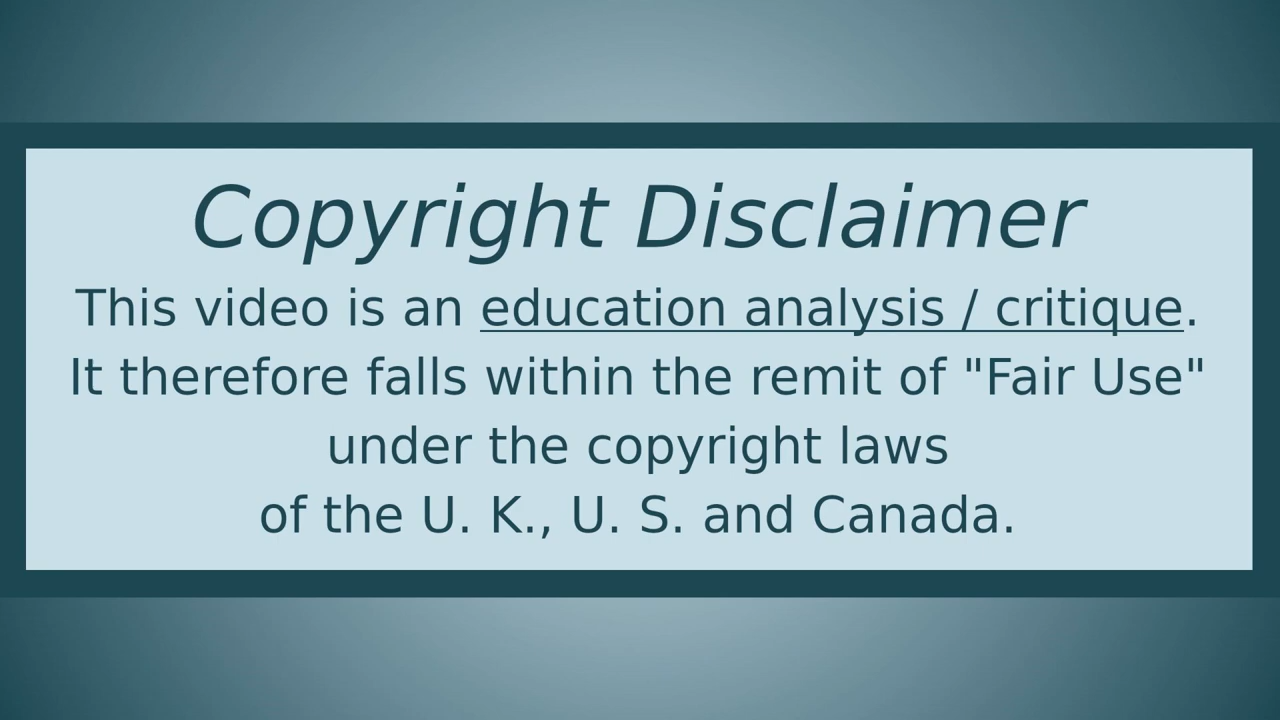 Copyright Disclaimer
This video is an education analysis / critique.
It therefore falls within the remit of "Fair Use"
under the copyright laws
of the U. K., U. S. and Canada.